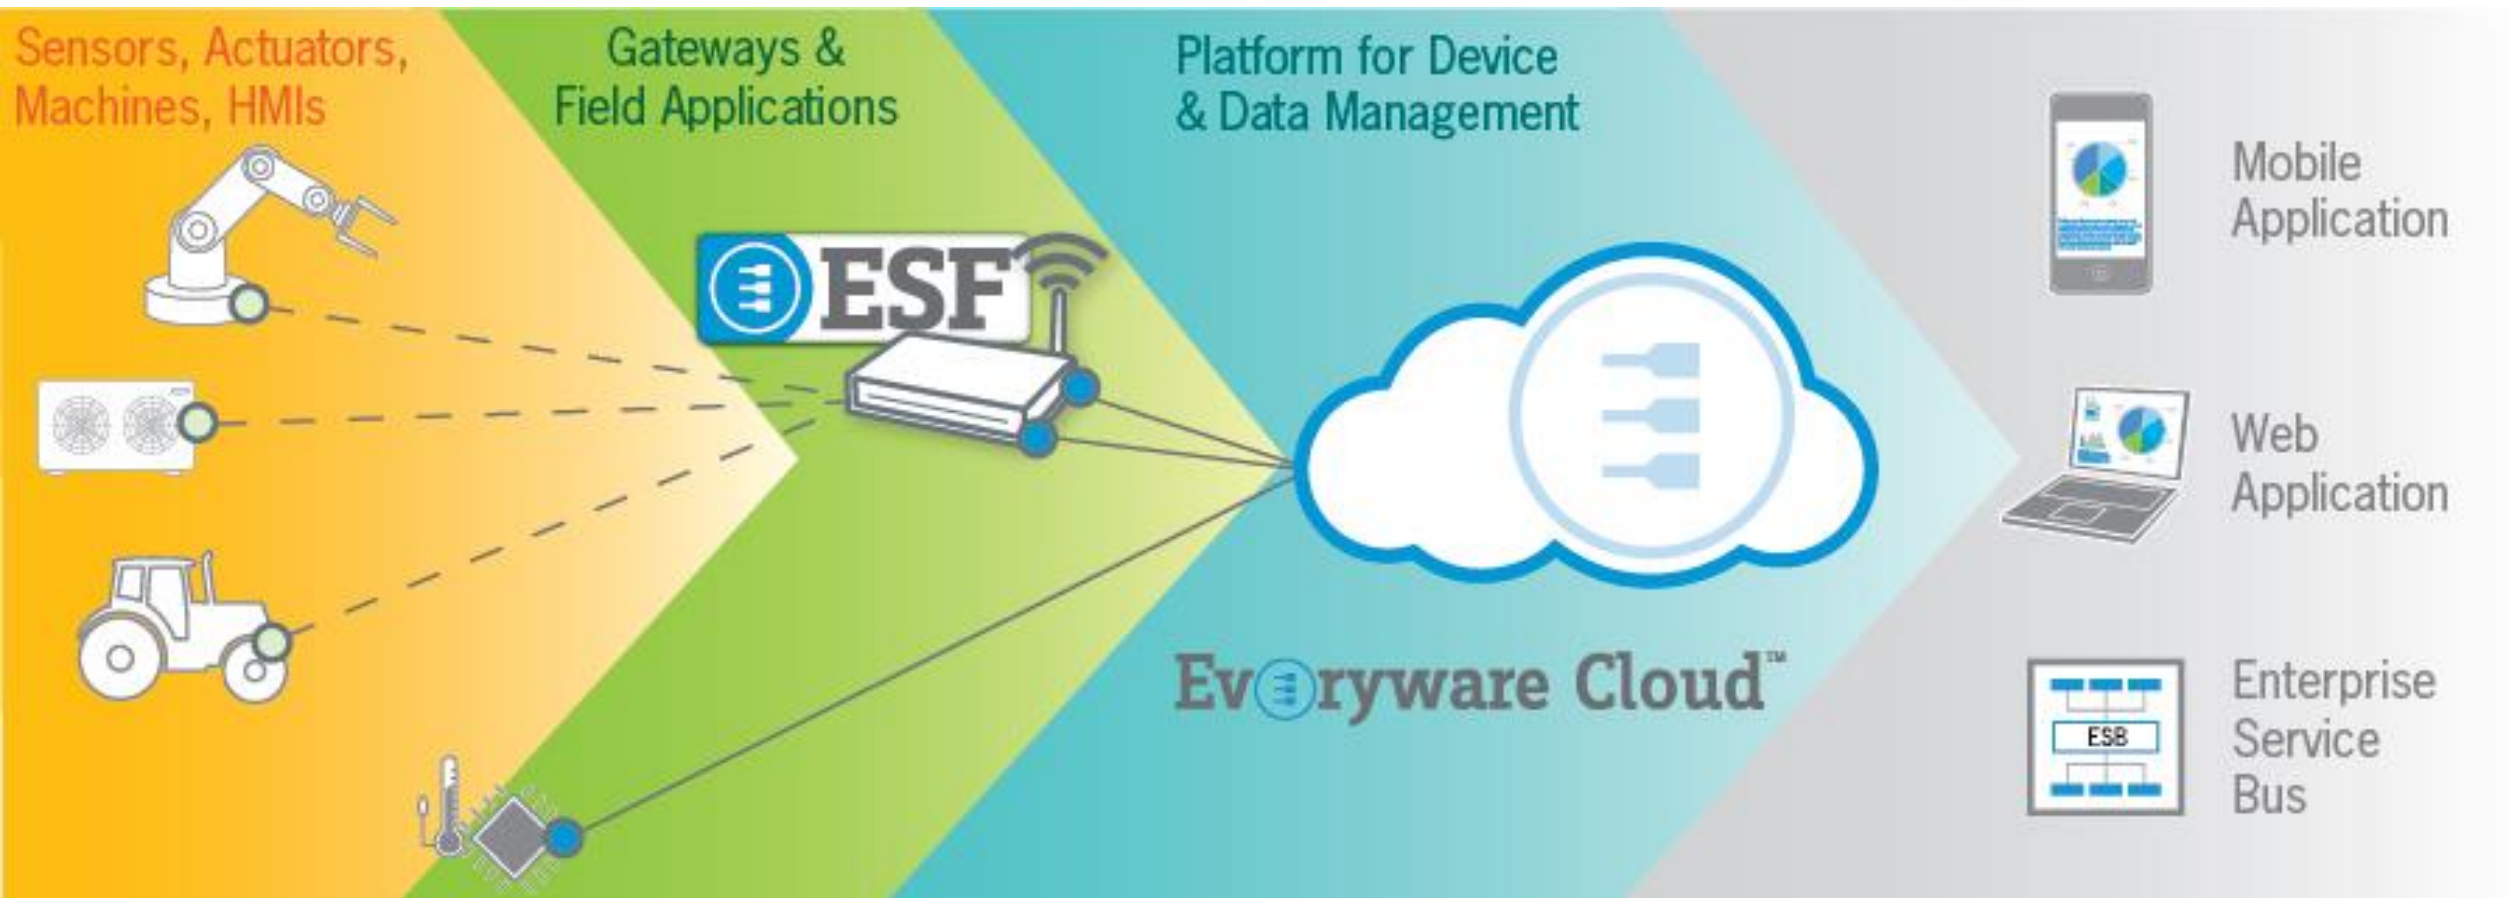 Sensors, Actuators,
Machines, HMIs
Gateways &
Field Applications
Platform for Device
& Data Management
ESF
Everyware Cloud™
Mobile
Application
Web
Application
ESB
Enterprise
Service
Bus